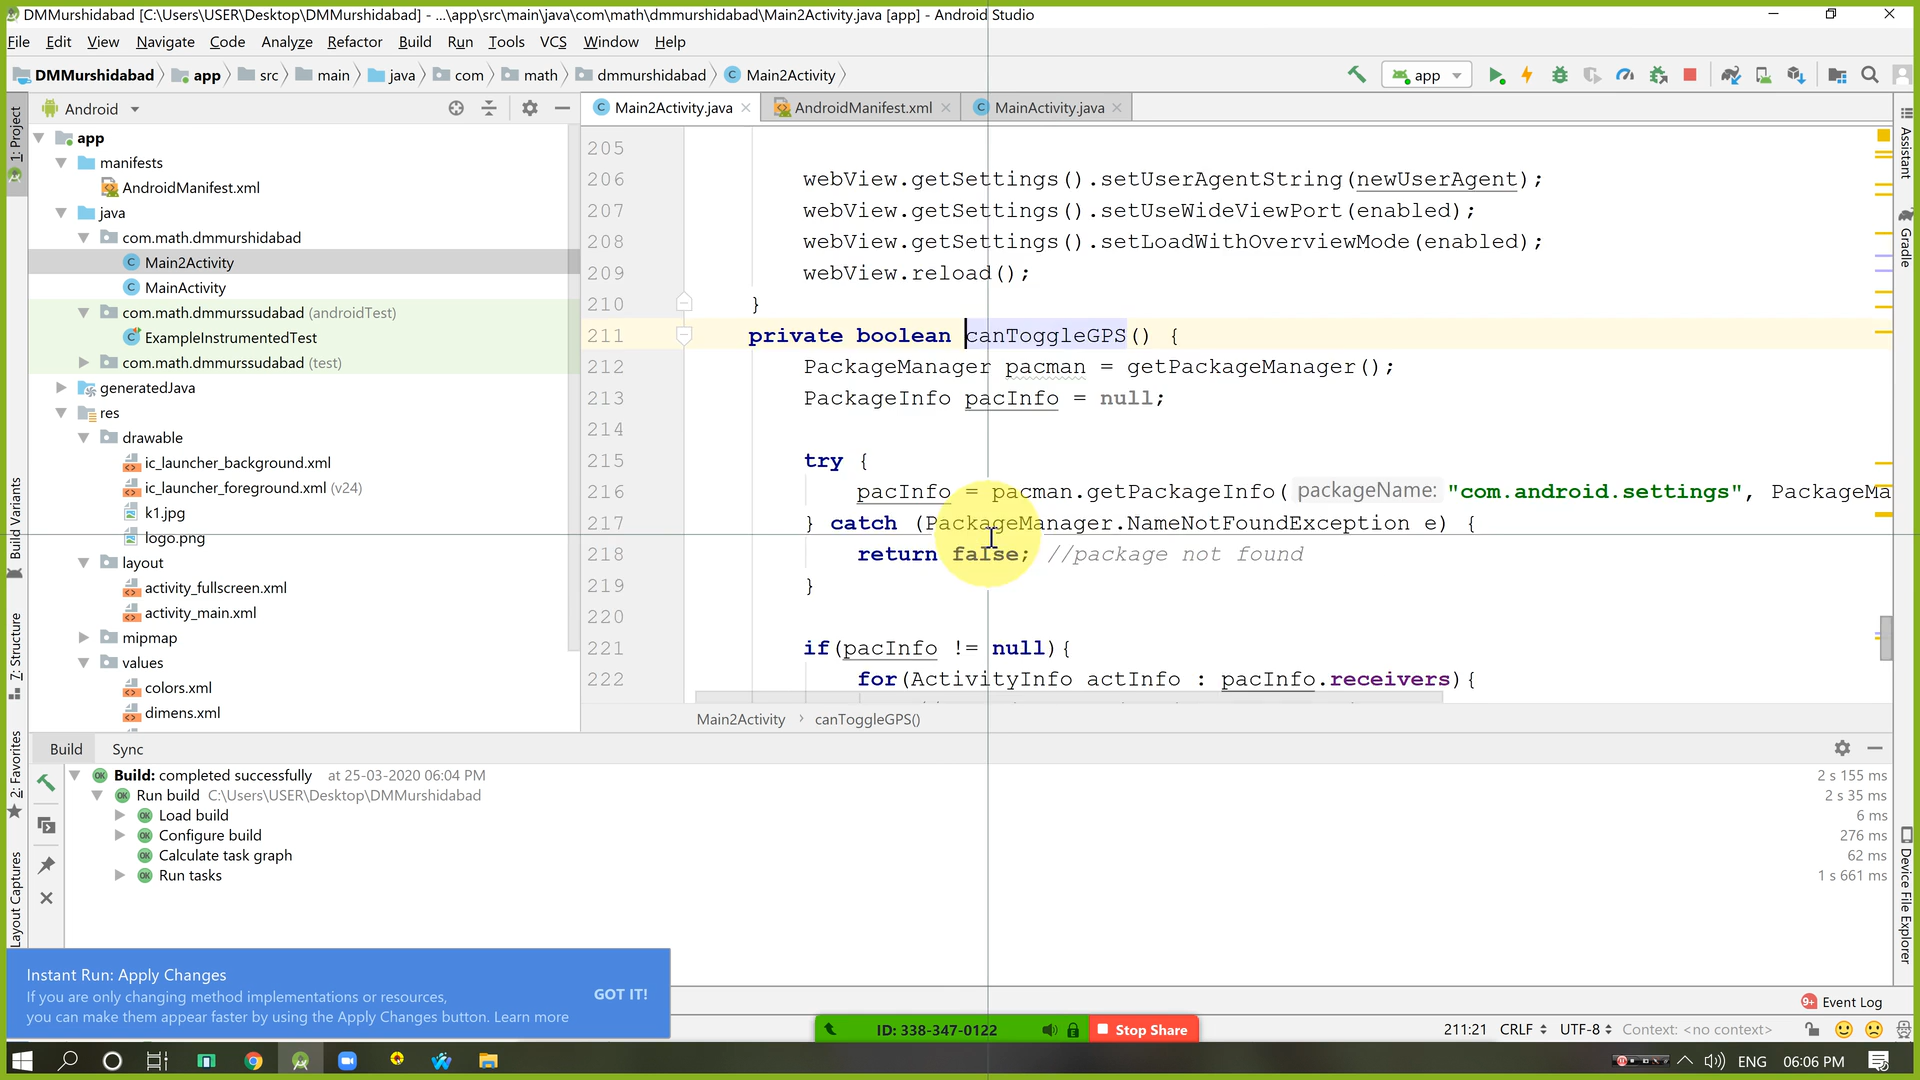 DMMurshidabad [C:\Users\USER\Desktop\DMMurshidabad] - ...\app\src\main\java\com\math\dmmurshidabad\Main2Activity.java [app] - Android Studio
File Edit View Navigate Code Analyze Refactor Build Run Tools VCS Window Help
DMMurshidabad app src main java com math dmmurshidabad Main2Activity
app
Android
Main2Activity.java AndroidManifest.xml MainActivity.java
1: Project
Build Variants
7: Structure
2: Favorites
Layout Captures
Assistant
Gradle
Device File Explorer
app
manifests
AndroidManifest.xml
java
com.math.dmmurshidabad
Main2Activity
MainActivity
com.math.dmmurssudabad (androidTest)
ExampleInstrumentedTest
com.math.dmmurssudabad (test)
generatedJava
res
drawable
ic_launcher_background.xml
ic_launcher_foreground.xml (v24)
k1.jpg
logo.png
layout
activity_fullscreen.xml
activity_main.xml
mipmap
values
colors.xml
dimens.xml
205
206 webView.getSettings().setUserAgentString(newUserAgent);
207 webView.getSettings().setUseWideViewPort(enabled);
208 webView.getSettings().setLoadWithOverviewMode(enabled);
209 webView.reload();
210 }
211 private boolean canToggleGPS() {
212 PackageManager pacman = getPackageManager();
213 PackageInfo pacInfo = null;
214
215 try {
216 pacInfo = pacman.getPackageInfo( packageName: "com.android.settings", PackageMa
217 } catch (PackageManager.NameNotFoundException e) {
218 return false; //package not found
219 }
220
221 if(pacInfo != null){
222 for(ActivityInfo actInfo : pacInfo.receivers){
Main2Activity canToggleGPS()
Build Sync
Build: completed successfully at 25-03-2020 06:04 PM 2 s 155 ms
Run build C:\Users\USER\Desktop\DMMurshidabad 2 s 35 ms
Load build 6 ms
Configure build 276 ms
Calculate task graph 62 ms
Run tasks 1 s 661 ms
Instant Run: Apply Changes
If you are only changing method implementations or resources,
you can make them appear faster by using the Apply Changes button. Learn more
GOT IT!
9+ Event Log
ID: 338-347-0122 Stop Share
211:21 CRLF UTF-8 Context: <no context>
ENG 06:06 PM